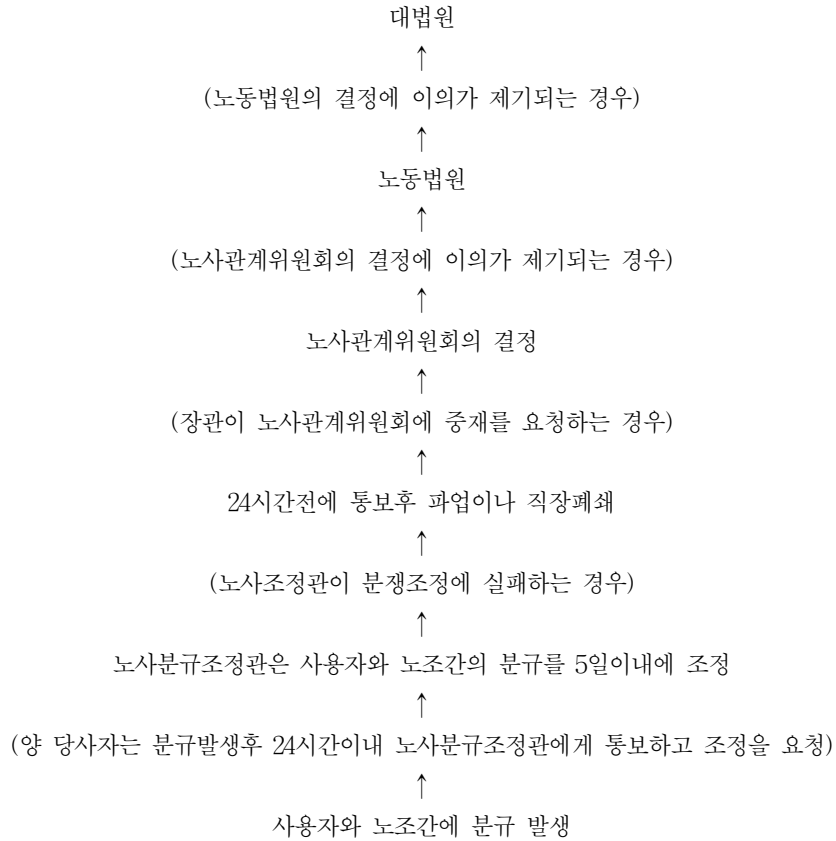 대법원
↑
(노동법원의 결정에 이의가 제기되는 경우)
↑
노동법원
↑
(노사관계위원회의 결정에 이의가 제기되는 경우)
↑
노사관계위원회의 결정
↑
(장관이 노사관계위원회에 중재를 요청하는 경우)
↑
24시간전에 통보후 파업이나 직장폐쇄
↑
(노사조정관이 분쟁조정에 실패하는 경우)
↑
노사분규조정관은 사용자와 노조간의 분규를 5일이내에 조정
↑
(양 당사자는 분규발생후 24시간이내 노사분규조정관에게 통보하고 조정을 요청)
↑
사용자와 노조간에 분규 발생